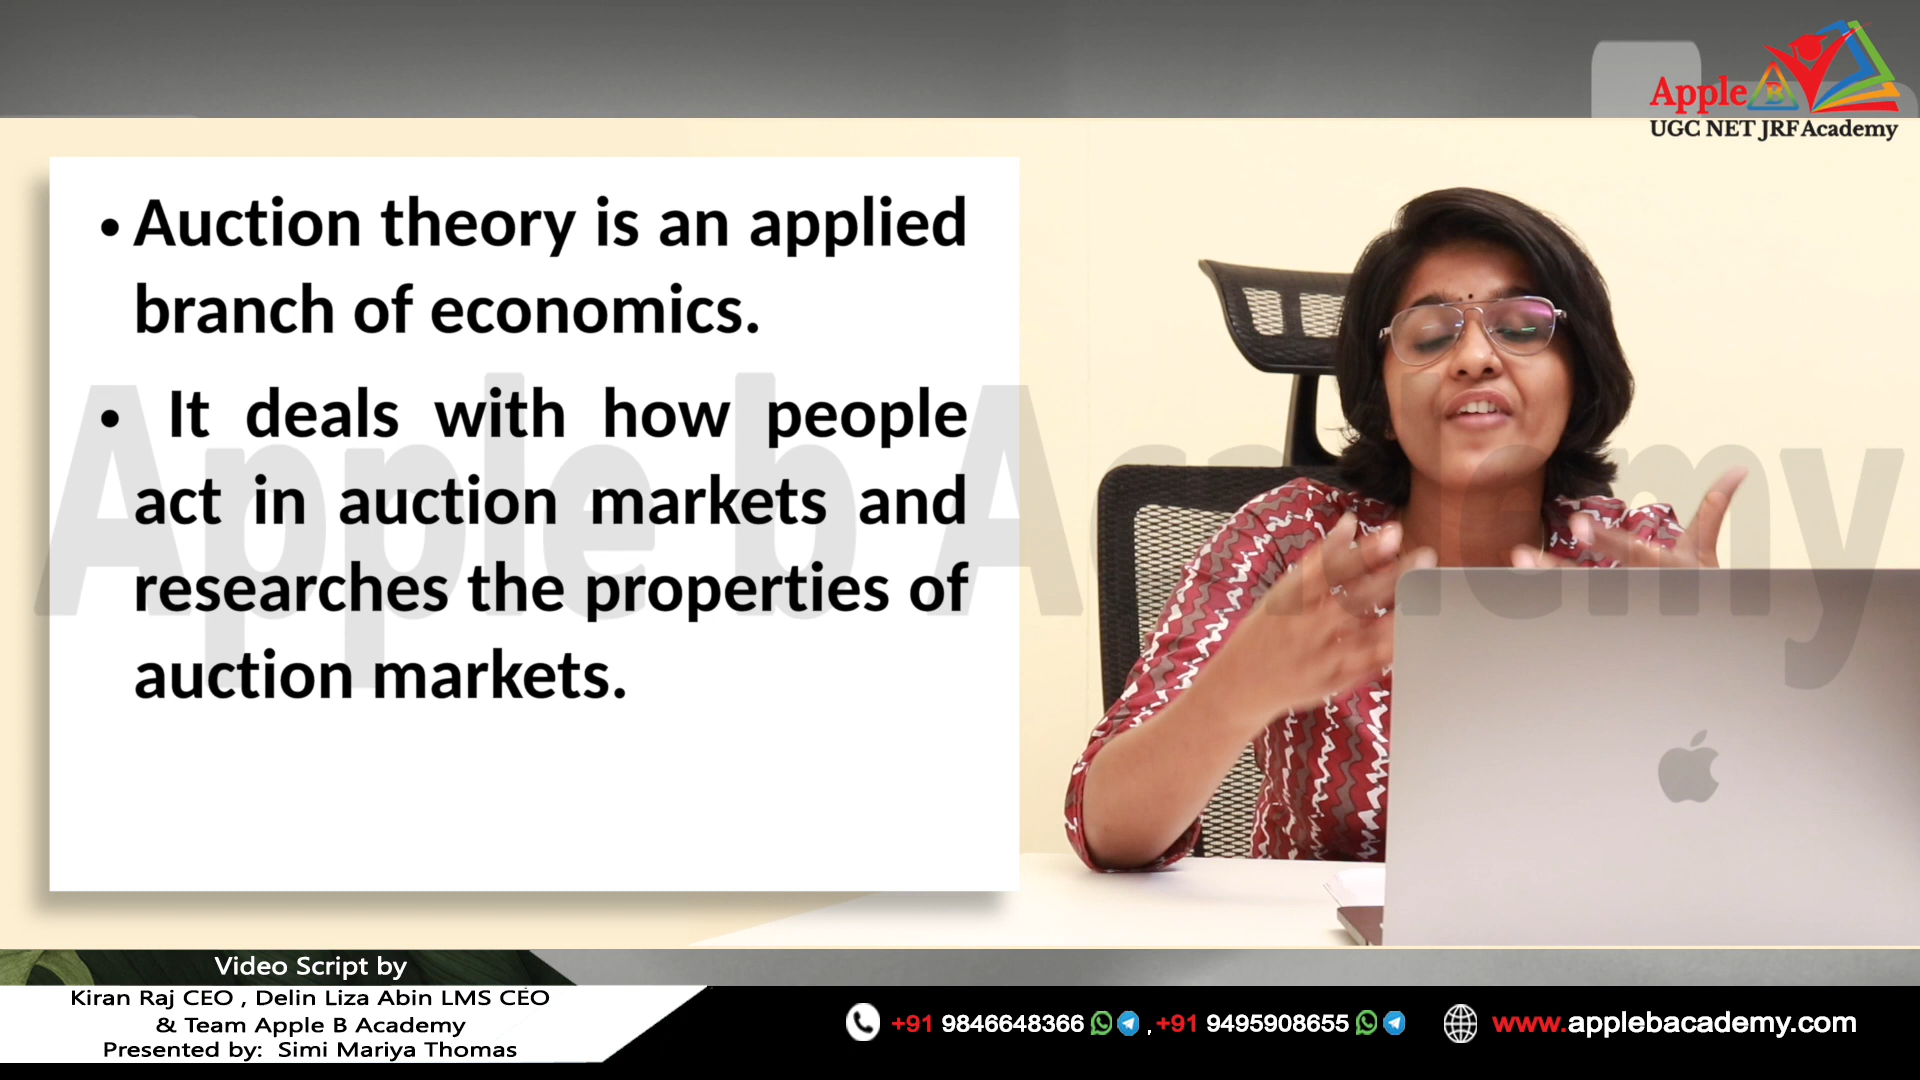 Apple B
UGC NET JRF Academy
• Auction theory is an applied
branch of economics.
• It deals with how people
act in auction markets and
researches the properties of
auction markets.
Apple b Academy
Video Script by
Kiran Raj CEO , Delin Liza Abin LMS CEO
& Team Apple B Academy
Presented by: Simi Mariya Thomas
+91 9846648366 , +91 9495908655 www.applebacademy.com